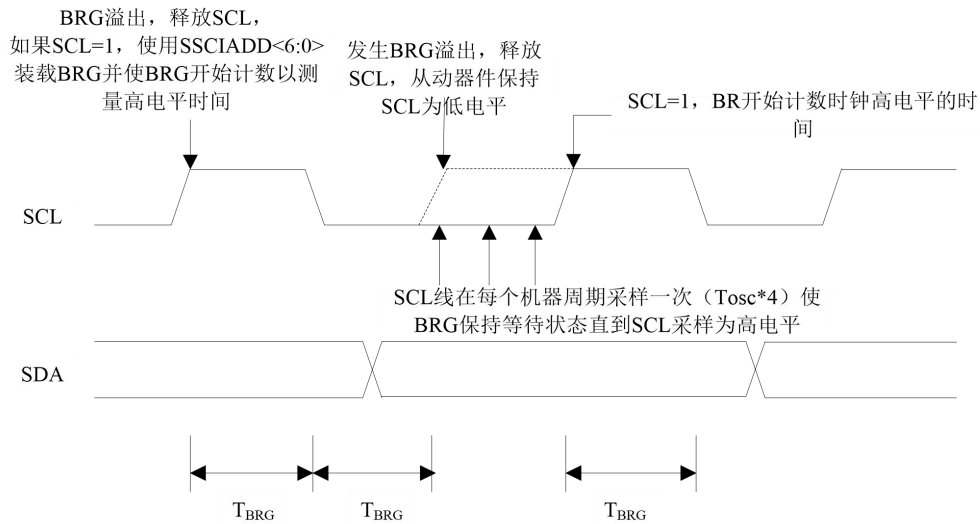 BRG溢出，释放SCL，
如果SCL=1，使用SSCIADD<6:0>
装载BRG并使BRG开始计数以测
量高电平时间
发生BRG溢出，释放
SCL，从动器件保持
SCL为低电平
SCL=1，BR开始计数时钟高电平的时
间
SCL
SCL线在每个机器周期采样一次（Tosc*4）使
BRG保持等待状态直到SCL采样为高电平
SDA
TBRG
TBRG
TBRG